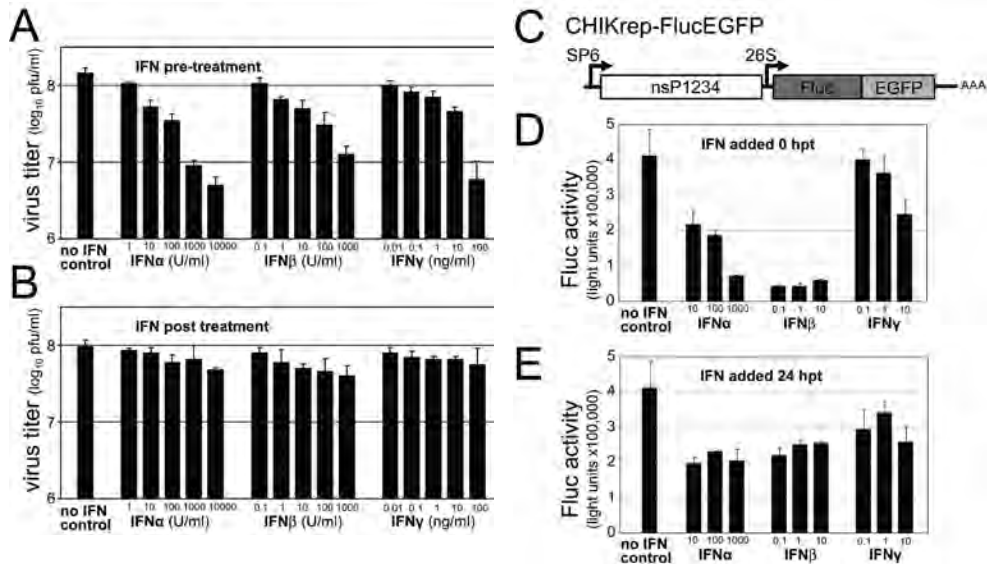 A
IFN pre-treatment
virus titer (log10 pfu/ml)
8
7
6
no IFN control
1 10 100 1000 10000
IFNα (U/ml)
0.1 1 10 100 1000
IFNβ (U/ml)
0.01 0.1 1 10 100
IFNγ (ng/ml)
B
IFN post treatment
virus titer (log10 pfu/ml)
8
7
6
no IFN control
1 10 100 1000 10000
IFNα (U/ml)
0.1 1 10 100 1000
IFNβ (U/ml)
0.01 0.1 1 10 100
IFNγ (ng/ml)
C CHIKrep-FlucEGFP
SP6
26S
nsP1234
Fluc
EGFP
AAA
D
IFN added 0 hpt
Fluc activity
(light units x100,000)
5
4
3
2
1
0
no IFN control
10 100 1000
IFNα
0.1 1 10
IFNβ
0.1 1 10
IFNγ
E
IFN added 24 hpt
Fluc activity
(light units x100,000)
5
4
3
2
1
0
no IFN control
10 100 1000
IFNα
0.1 1 10
IFNβ
0.1 1 10
IFNγ